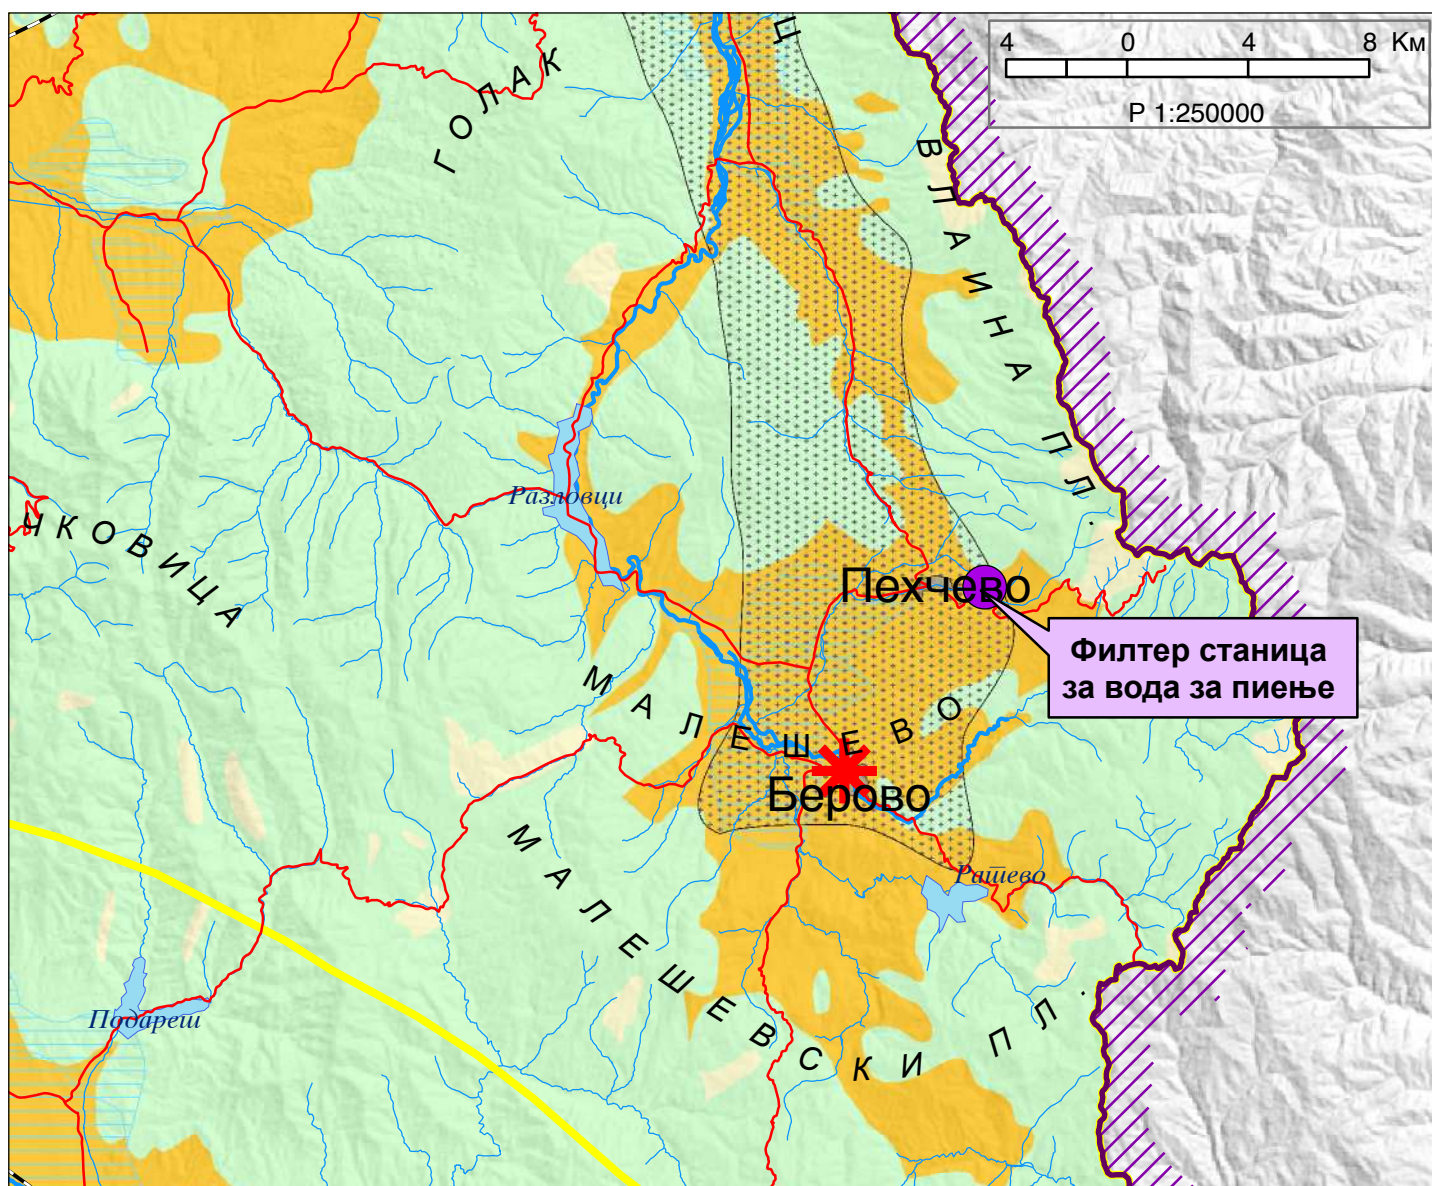 4 0 4 8 Км
Р 1:250000
Ц
ГОЛАК
ВЛАИНА ПЛ.
Разловци
ЧКОВИЦА
Пехчево
Филтер станица
за вода за пиење
МАЛЕШЕВО
Берово
Ратево
МАЛЕШЕВСКИ ПЛ.
Подареш